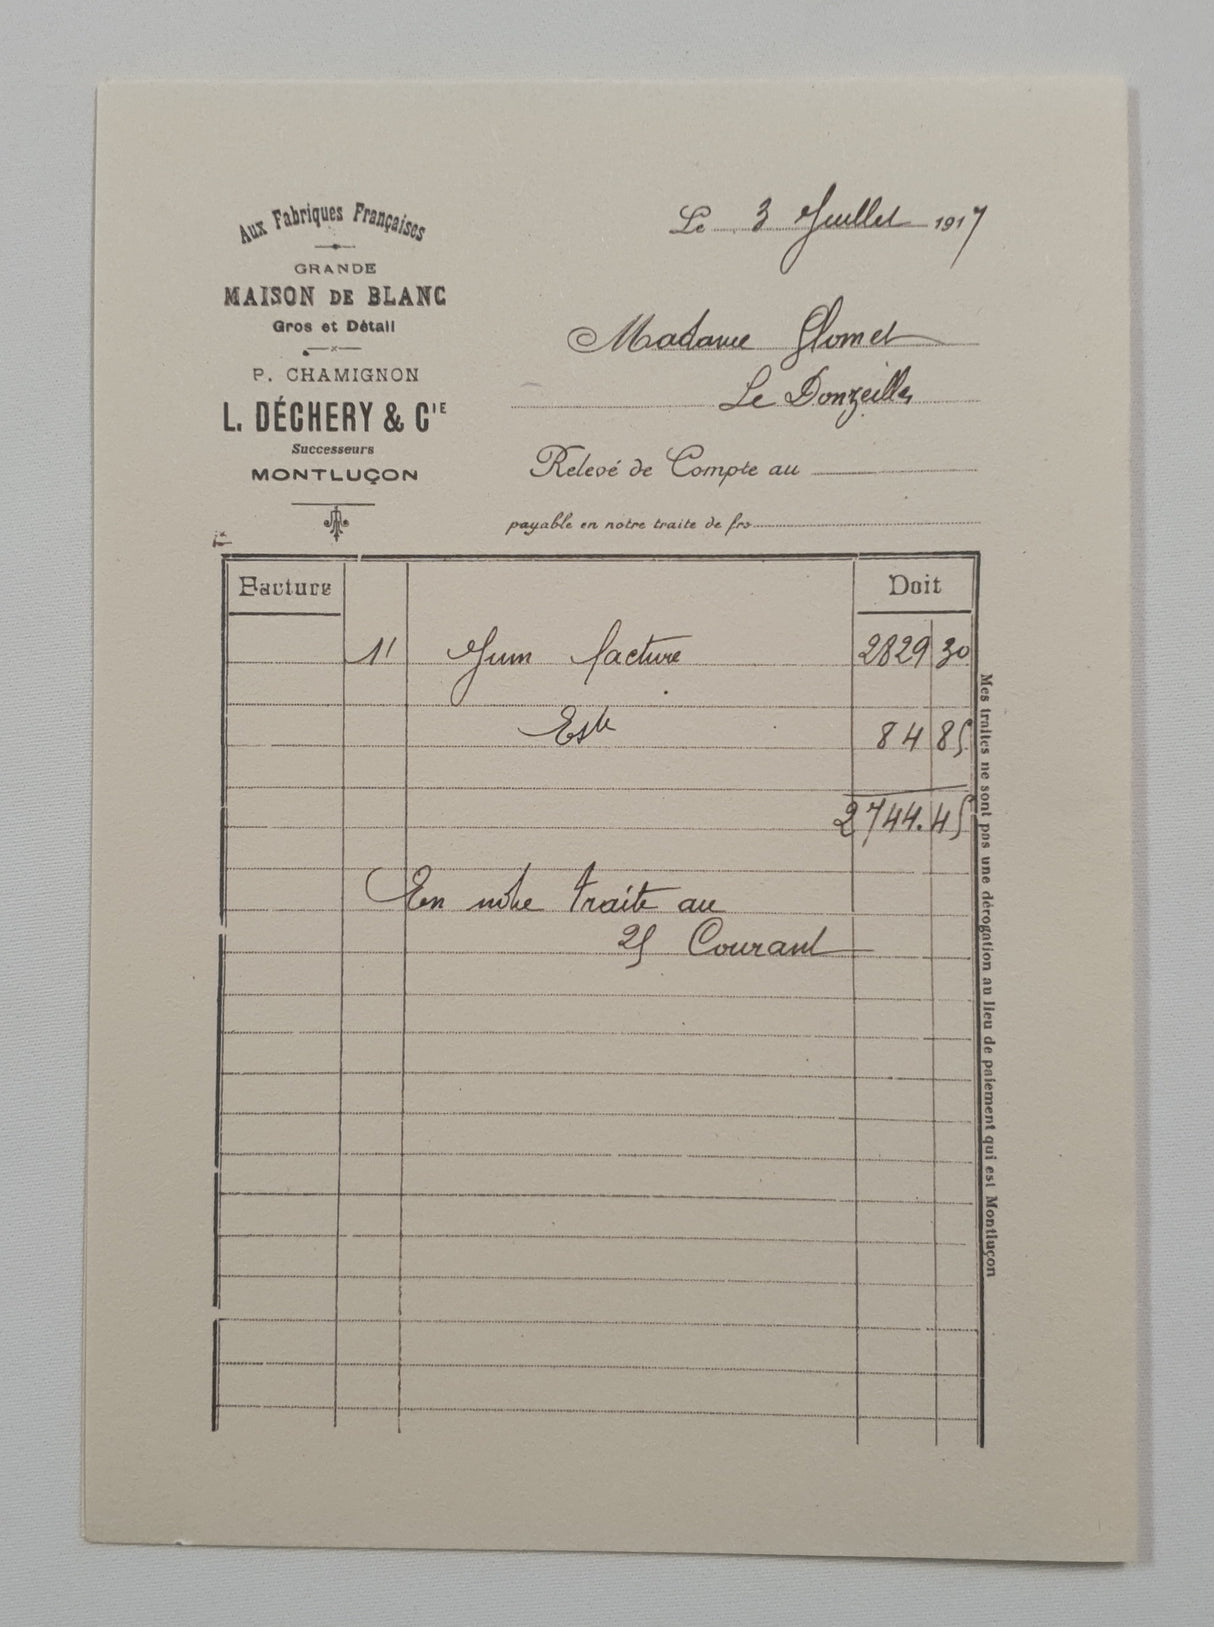 Aux Fabriques Françaises
GRANDE
MAISON DE BLANC
Gros et Détail
P. CHAMIGNON
L. DÉCHERY & CIE
Successeurs
MONTLUÇON
Le 3 Juillet 1917
Madame Glomet
Le Donzeille
Relevé de Compte au
payable en notre traite de frs
Facture Doit
11 Juin facture 2829 30
Este 84 85
2744.45
En notre traite au
25 Courant
Mes traites ne sont pas une dérogation au lieu de paiement qui est Montluçon